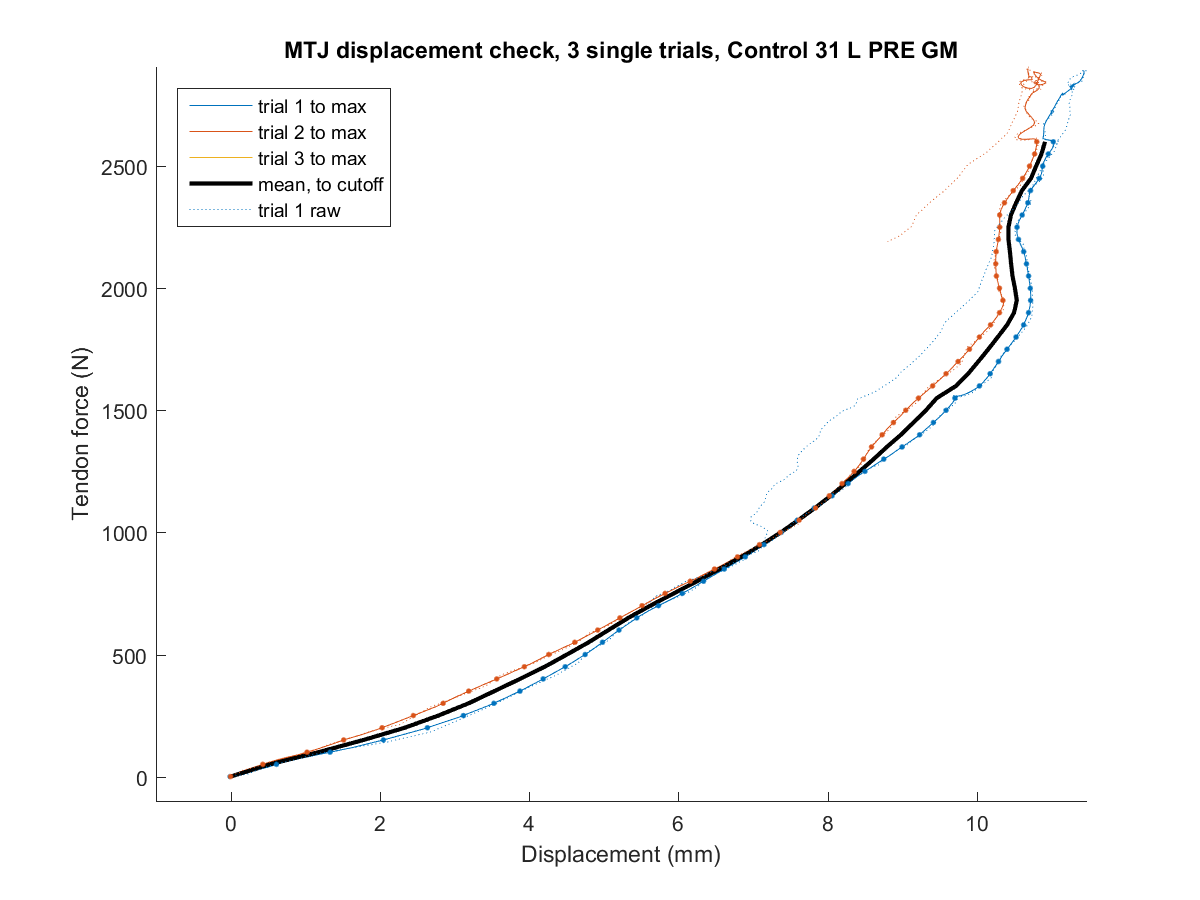 MTJ displacement check, 3 single trials, Control 31 L PRE GM
trial 1 to max
trial 2 to max
trial 3 to max
mean, to cutoff
trial 1 raw
Tendon force (N)
2500
2000
1500
1000
500
0
0 2 4 6 8 10
Displacement (mm)